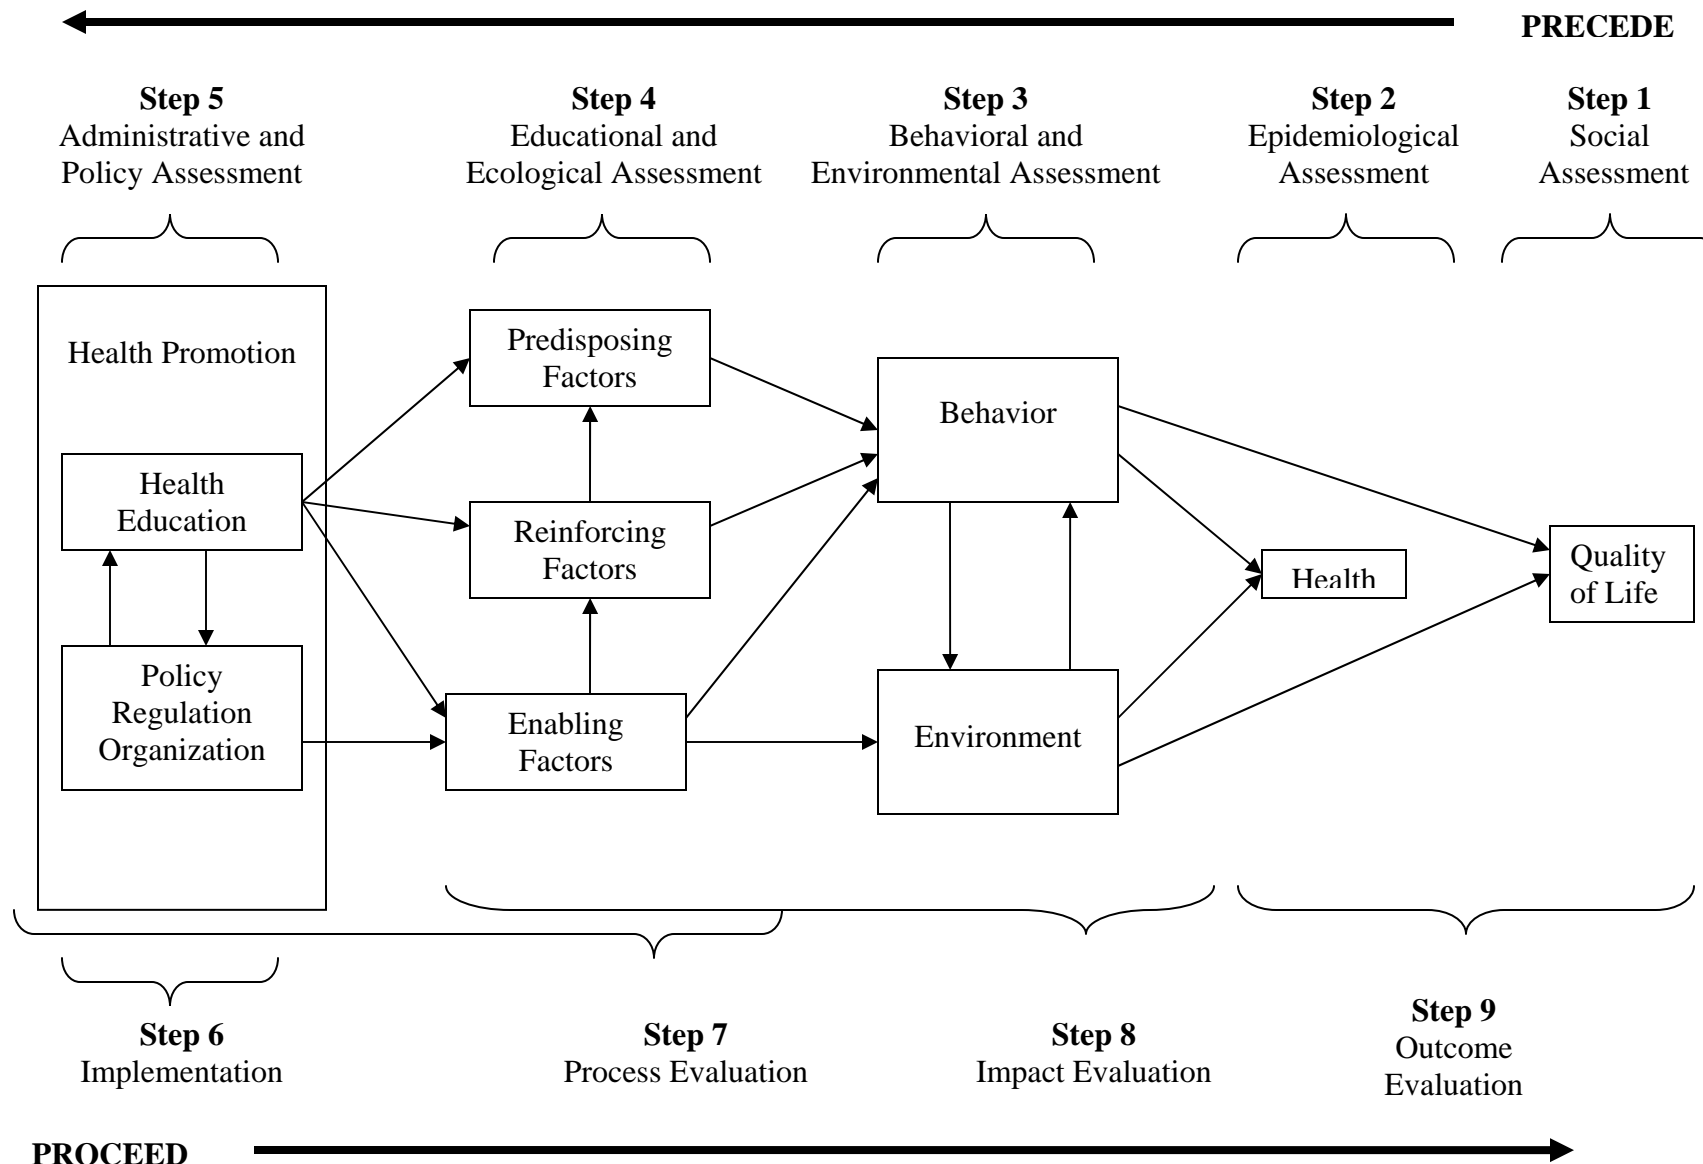 PRECEDE
Step 5
Administrative and
Policy Assessment
Step 4
Educational and
Ecological Assessment
Step 3
Behavioral and
Environmental Assessment
Step 2
Epidemiological
Assessment
Step 1
Social
Assessment
Health Promotion
Health
Education
Policy
Regulation
Organization
Predisposing
Factors
Reinforcing
Factors
Enabling
Factors
Behavior
Environment
Health
Quality
of Life
Step 6
Implementation
Step 7
Process Evaluation
Step 8
Impact Evaluation
Step 9
Outcome
Evaluation
PROCEED